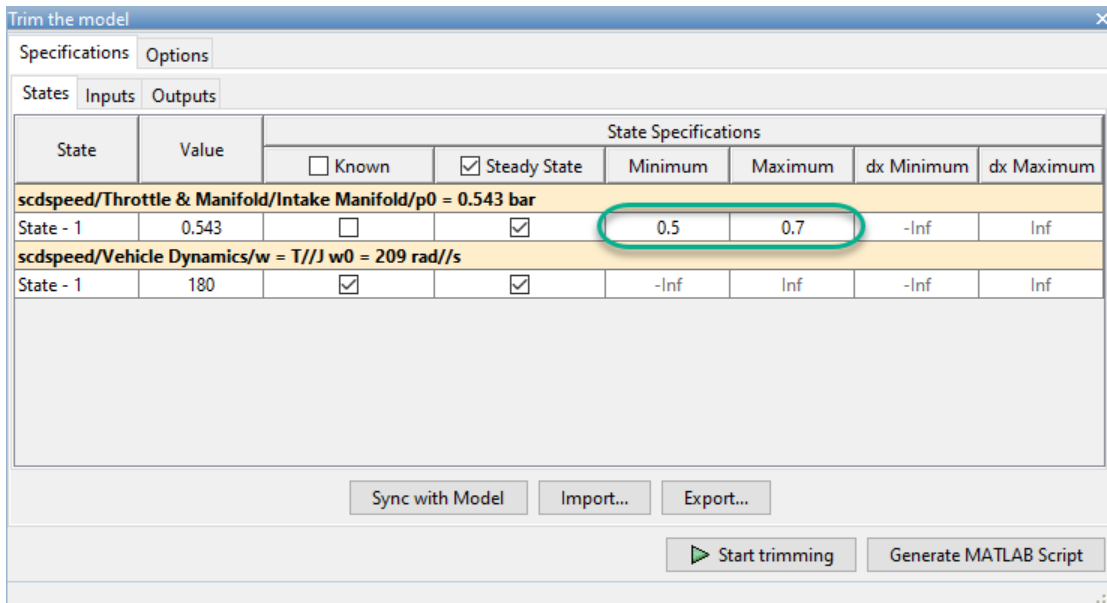 Trim the model
Specifications Options
States Inputs Outputs
State Value State Specifications
Known Steady State Minimum Maximum dx Minimum dx Maximum
scdspeed/Throttle & Manifold/Intake Manifold/p0 = 0.543 bar
State - 1 0.543 0.5 0.7 -Inf Inf
scdspeed/Vehicle Dynamics/w = T//J w0 = 209 rad//s
State - 1 180 -Inf Inf -Inf Inf
Sync with Model Import... Export...
Start trimming Generate MATLAB Script